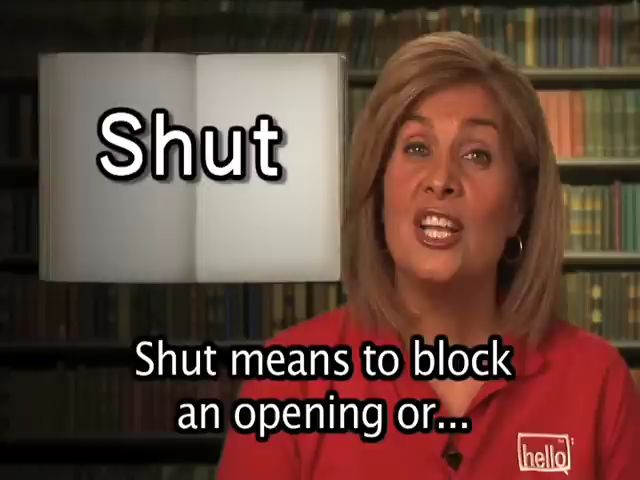 Shut
Shut means to block
an opening or...
hello